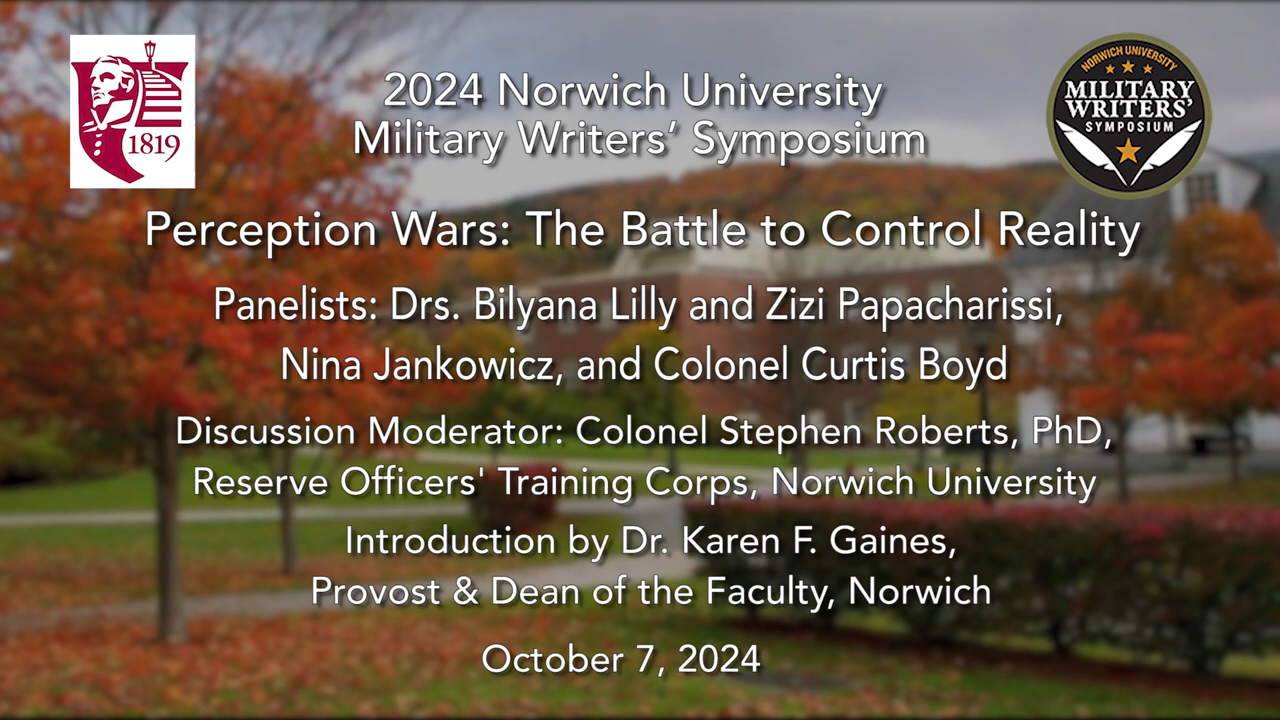 1819
NORWICH UNIVERSITY
MILITARY
WRITERS'
SYMPOSIUM
2024 Norwich University
Military Writers’ Symposium
Perception Wars: The Battle to Control Reality
Panelists: Drs. Bilyana Lilly and Zizi Papacharissi,
Nina Jankowicz, and Colonel Curtis Boyd
Discussion Moderator: Colonel Stephen Roberts, PhD,
Reserve Officers' Training Corps, Norwich University
Introduction by Dr. Karen F. Gaines,
Provost & Dean of the Faculty, Norwich
October 7, 2024